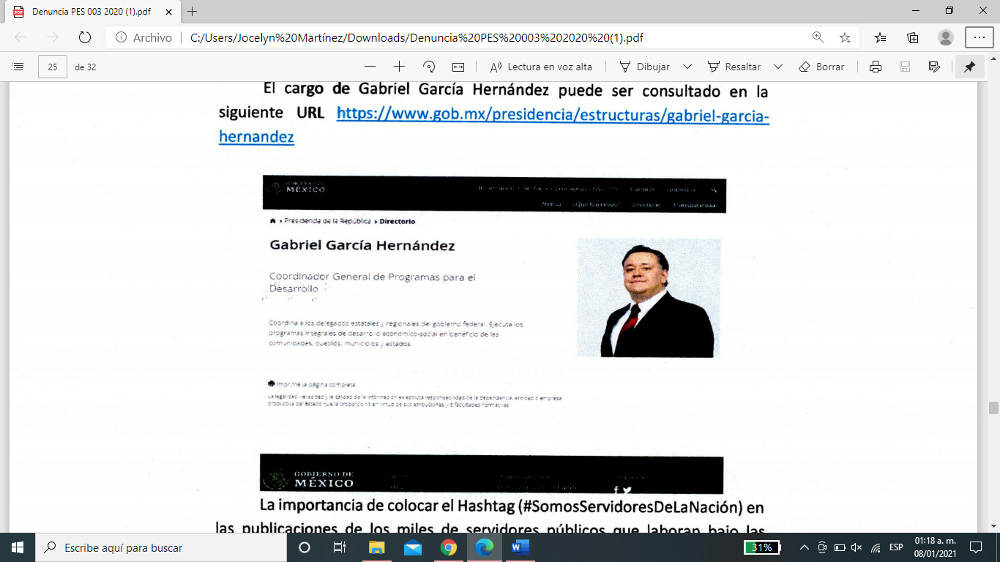 Denuncia PES 003 2020 (1).pdf
Archivo
C:/Users/Jocelyn%20Martínez/Downloads/Denuncia%20PES%20003%202020%20(1).pdf
25 de 32
Lectura en voz alta
Dibujar
Resaltar
Borrar
El cargo de Gabriel García Hernández puede ser consultado en la
siguiente URL https://www.gob.mx/presidencia/estructuras/gabriel-garcia-
hernandez
MÉXICO
Trámites Gobierno
Prensa ¿Qué hacemos? Directorio Transparencia
> Presidencia de la República > Directorio
Gabriel García Hernández
Coordinador General de Programas para el
Desarrollo
Coordina a los delegados estatales y regionales del gobierno federal. Ejecuta los
programas integrales de desarrollo económico-social en beneficio de las
comunidades, pueblos, municipios y estados.
Imprime la página completa
La legalidad, veracidad y la calidad de la información es estricta responsabilidad de la dependencia, entidad o empresa
productiva del Estado que la proporcionó en virtud de sus atribuciones y/o facultades normativas.
GOBIERNO DE
MÉXICO
La importancia de colocar el Hashtag (#SomosServidoresDeLaNación) en
las publicaciones de los miles de servidores públicos que laboran bajo las
Escribe aquí para buscar
31%
ESP
01:18 a. m.
08/01/2021